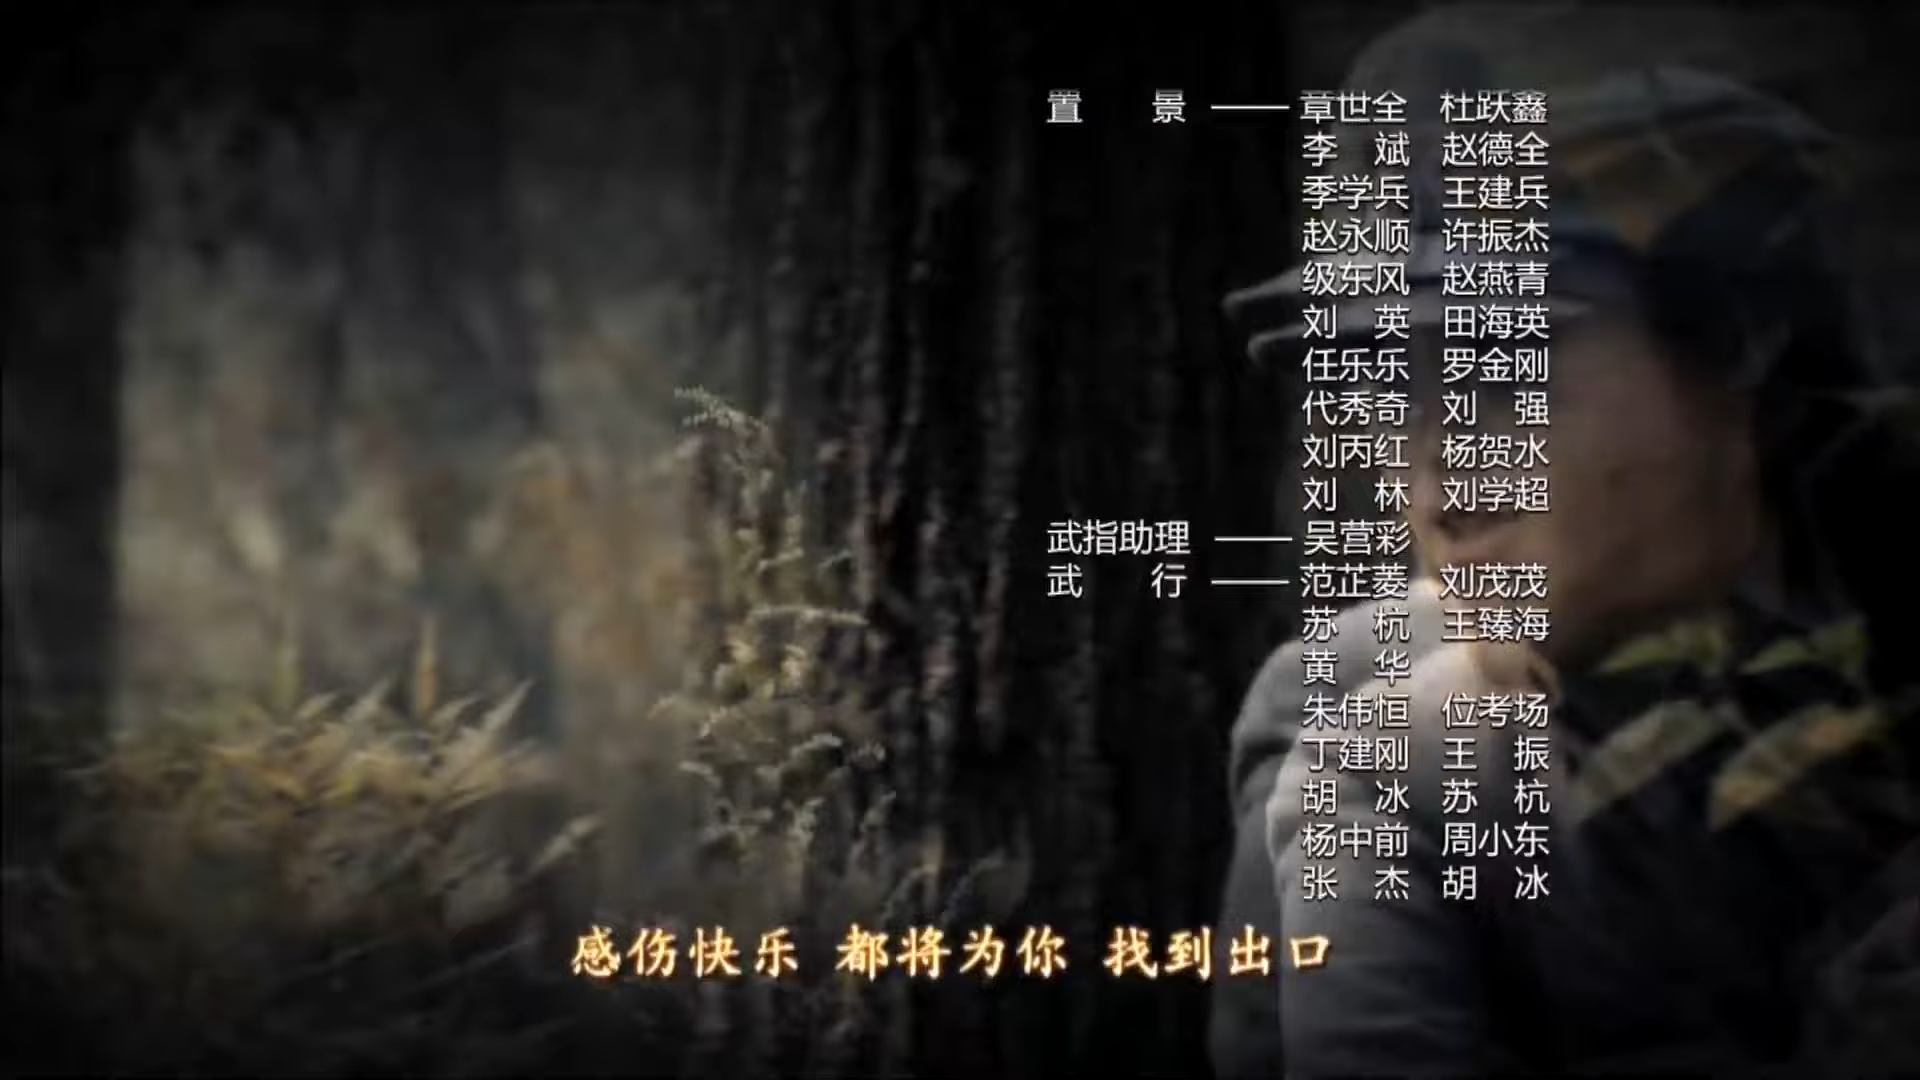 置 景 ── 章世全 杜跃鑫
李 斌 赵德全
季学兵 王建兵
赵永顺 许振杰
级东风 赵燕青
刘 英 田海英
任乐乐 罗金刚
代秀奇 刘 强
刘丙红 杨贺水
刘 林 刘学超
武指助理 ── 吴营彩
武 行 ── 范芷菱 刘茂茂
苏 杭 王臻海
黄 华
朱伟恒 位考场
丁建刚 王 振
胡 冰 苏 杭
杨中前 周小东
张 杰 胡 冰
感伤快乐 都将为你 找到出口